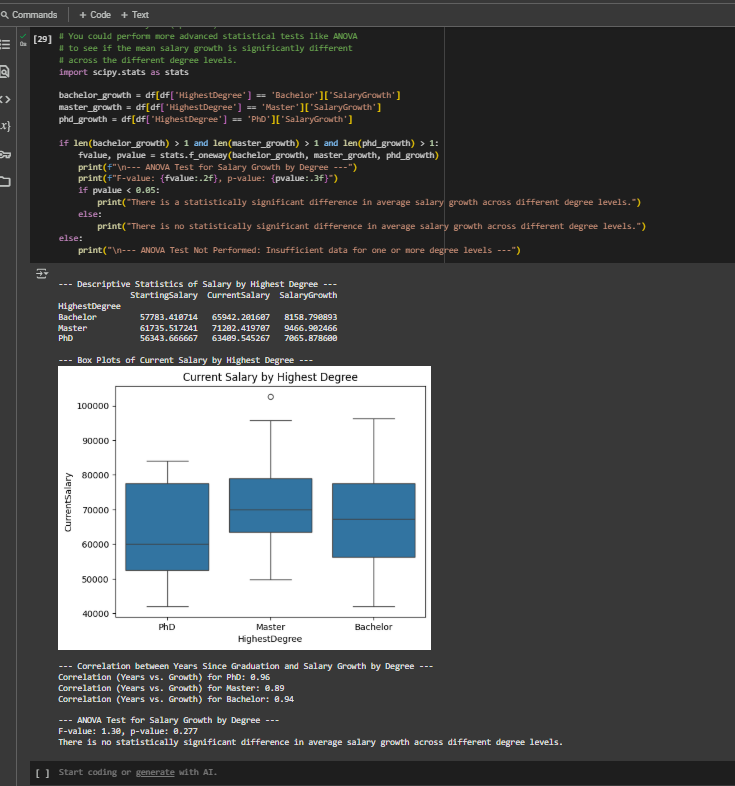 Commands + Code + Text
[29] # You could perform more advanced statistical tests like ANOVA
0s
# to see if the mean salary growth is significantly different
# across the different degree levels.
import scipy.stats as stats
bachelor_growth = df[df['HighestDegree'] == 'Bachelor']['SalaryGrowth']
master_growth = df[df['HighestDegree'] == 'Master']['SalaryGrowth']
phd_growth = df[df['HighestDegree'] == 'PhD']['SalaryGrowth']
if len(bachelor_growth) > 1 and len(master_growth) > 1 and len(phd_growth) > 1:
fvalue, pvalue = stats.f_oneway(bachelor_growth, master_growth, phd_growth)
print(f"\n--- ANOVA Test for Salary Growth by Degree ---")
print(f"F-value: {fvalue:.2f}, p-value: {pvalue:.3f}")
if pvalue < 0.05:
print("There is a statistically significant difference in average salary growth across different degree levels.")
else:
print("There is no statistically significant difference in average salary growth across different degree levels.")
else:
print("\n--- ANOVA Test Not Performed: Insufficient data for one or more degree levels ---")
--- Descriptive Statistics of Salary by Highest Degree ---
StartingSalary CurrentSalary SalaryGrowth
HighestDegree
Bachelor 57783.410714 65942.201607 8158.790893
Master 61735.517241 71202.419707 9466.902466
PhD 56343.666667 63409.545267 7065.878600
--- Box Plots of Current Salary by Highest Degree ---
Current Salary by Highest Degree
100000
90000
80000
70000
60000
50000
40000
CurrentSalary
PhD Master Bachelor
HighestDegree
--- Correlation between Years Since Graduation and Salary Growth by Degree ---
Correlation (Years vs. Growth) for PhD: 0.96
Correlation (Years vs. Growth) for Master: 0.89
Correlation (Years vs. Growth) for Bachelor: 0.94
--- ANOVA Test for Salary Growth by Degree ---
F-value: 1.30, p-value: 0.277
There is no statistically significant difference in average salary growth across different degree levels.
[ ] Start coding or generate with AI.